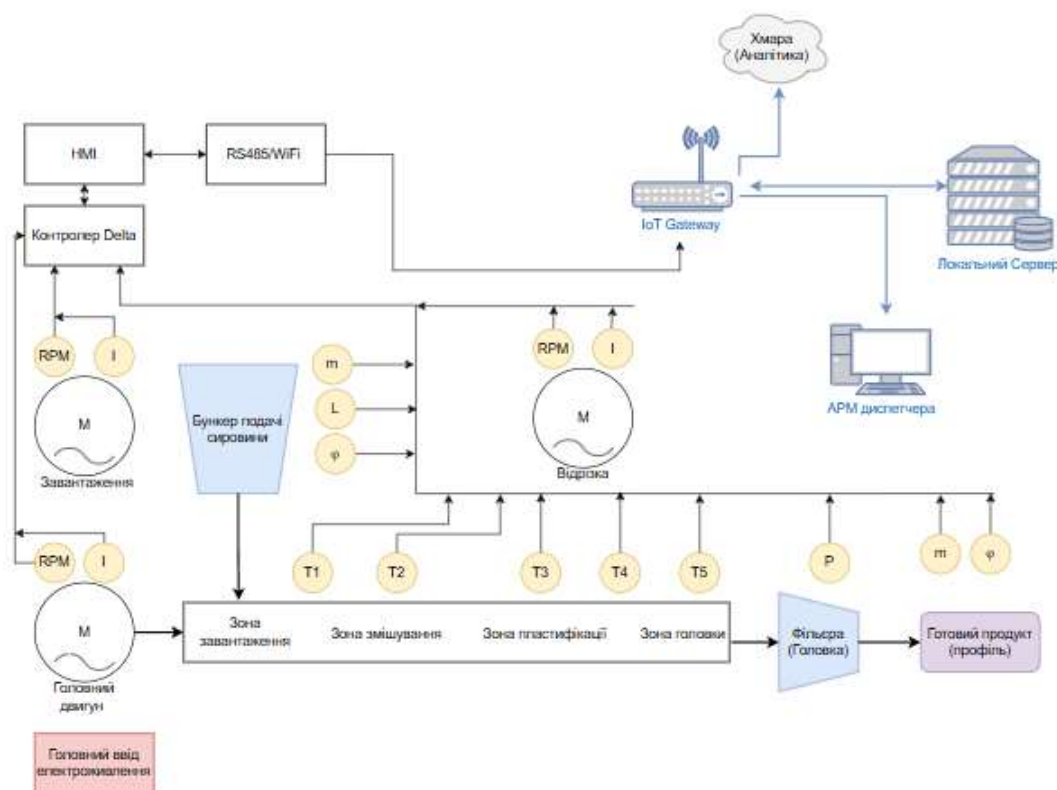 Хмара
(Аналітика)
HMI
RS485/WiFi
IoT Gateway
Контролер Delta
Локальний Сервер
RPM
I
RPM
I
m
Бункер подачі
сировини
L
M
M
АРМ диспетчера
φ
Завантаження
Відрізка
RPM
I
T1
T2
T3
T4
T5
P
m
φ
M
Зона
завантаження
Зона змішування
Зона пластифікації
Зона головки
Фільєра
(Головка)
Готовий продукт
(профіль)
Головний
двигун
Головний ввід
електроживлення